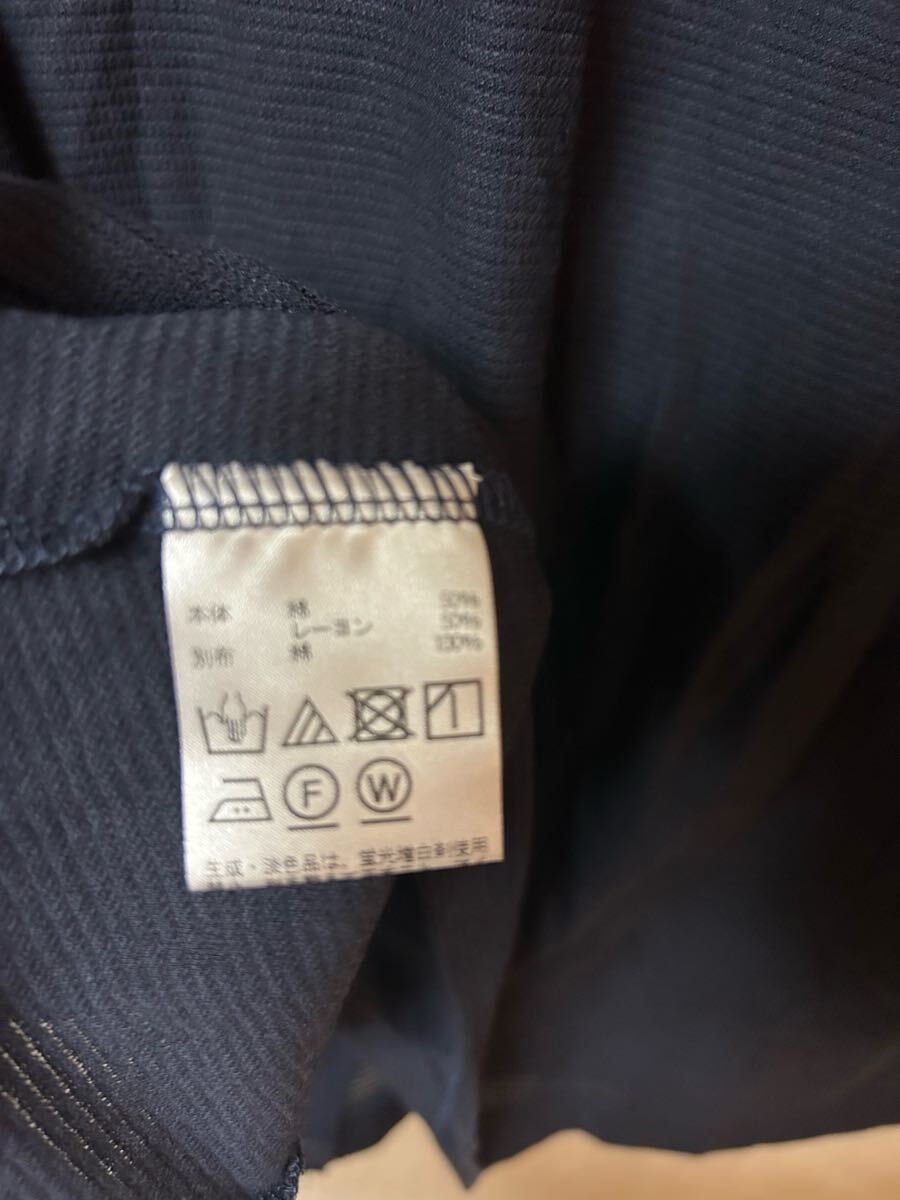 本体 綿 50%
レーヨン 50%
別布 綿 100%
F W
生成・淡色品は、蛍光増白剤使用